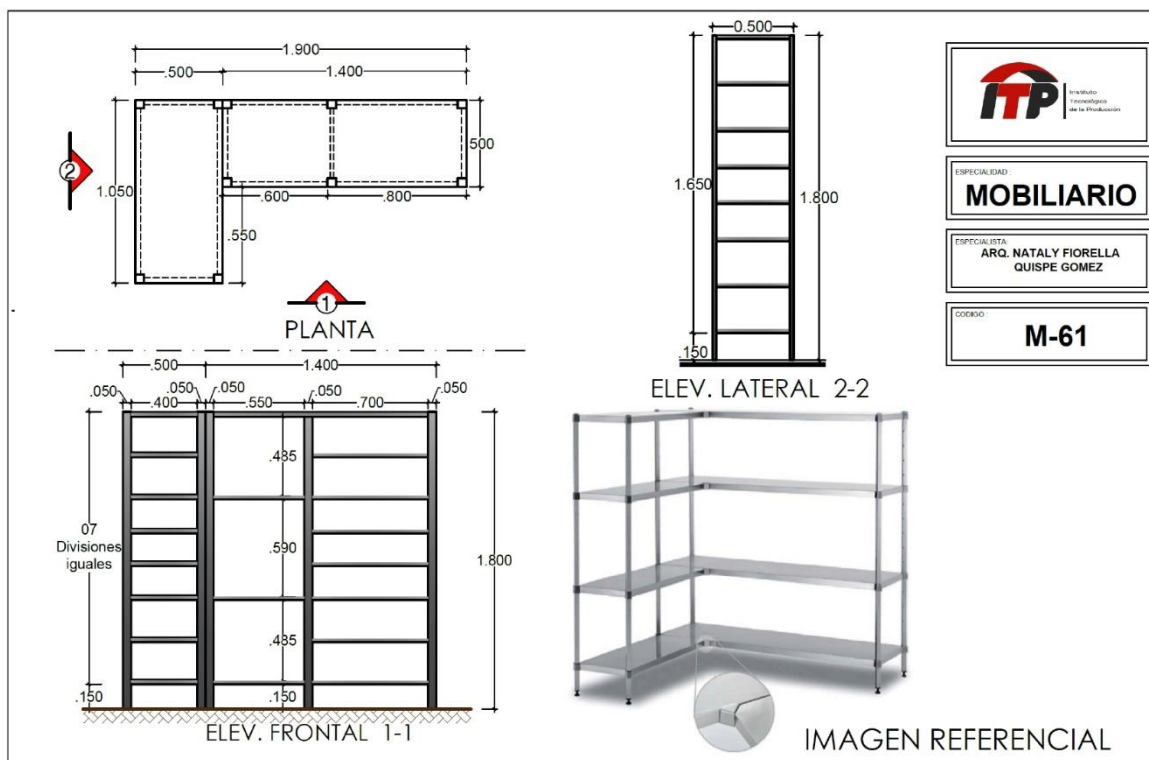 1.900
.500
1.400
1.050
.500
.600
.800
.550
2
1
PLANTA
0.500
1.650
1.800
.150
ELEV. LATERAL 2-2
ITP
Instituto
Tecnológico
de la Producción
ESPECIALIDAD :
MOBILIARIO
ESPECIALISTA:
ARQ. NATALY FIORELLA
QUISPE GOMEZ
CODIGO :
M-61
.500
1.400
.050
.050
.050
.050
.050
.400
.550
.700
.485
07
Divisiones
iguales
.590
1.800
.485
.150
.150
ELEV. FRONTAL 1-1
IMAGEN REFERENCIAL